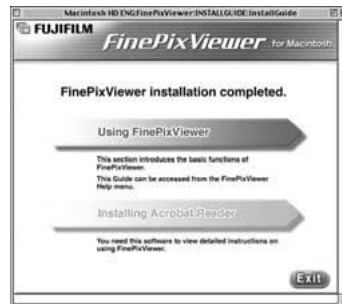 Macintosh HD ENG:FinePixViewer:INSTALLGUIDE:InstallGuide
FUJIFILM
FinePixViewer for Macintosh
FinePixViewer installation completed.
Using FinePixViewer
This section introduces the basic functions of
FinePixViewer.
This Guide can be accessed from the FinePixViewer
Help menu.
Installing Acrobat Reader
You need this software to view detailed instructions on
using FinePixViewer.
Exit